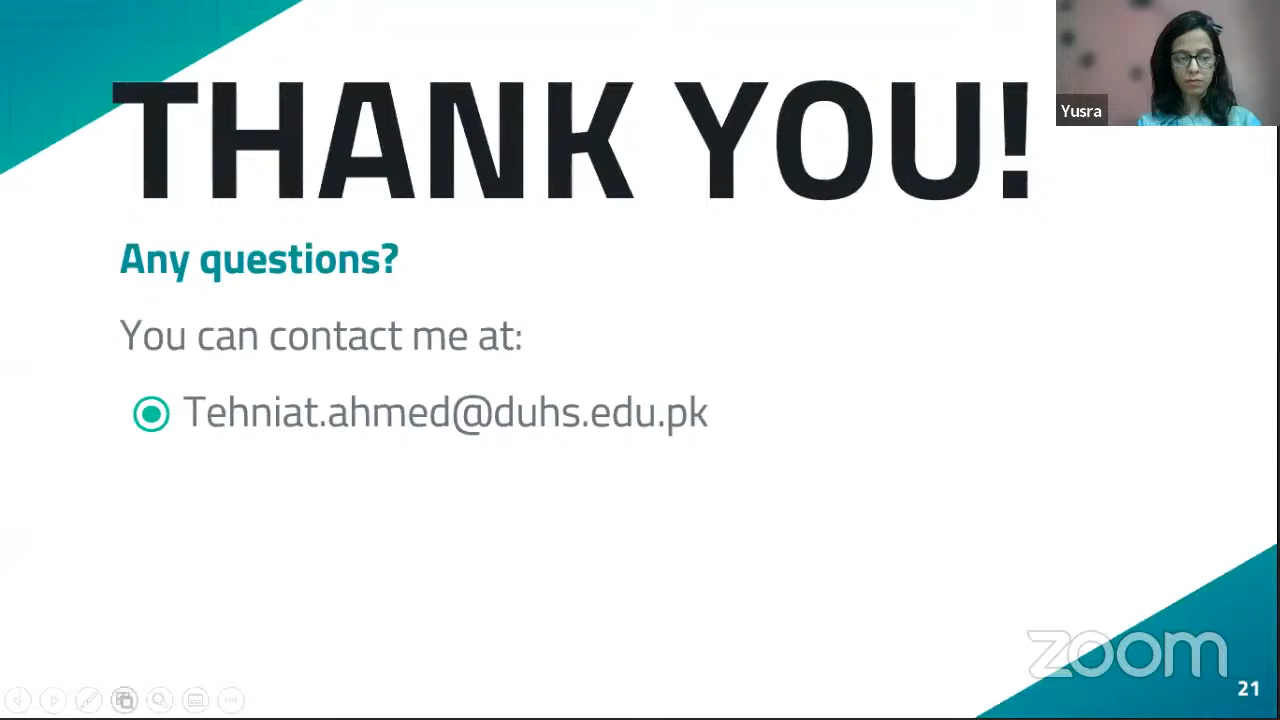 THANK YOU!
Yusra
Any questions?
You can contact me at:
Tehniat.ahmed@duhs.edu.pk
zoom
21